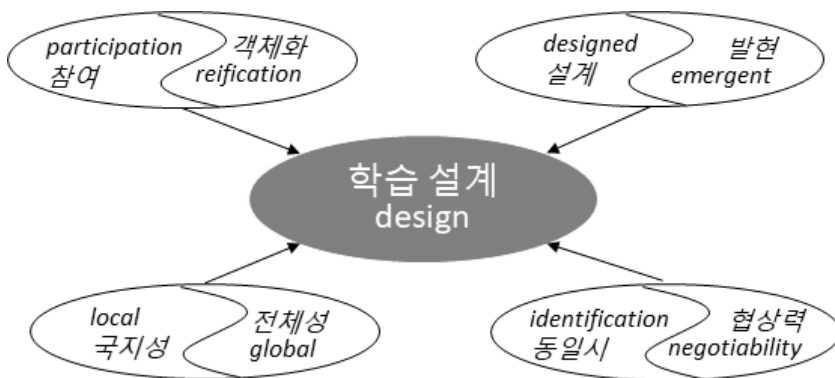 participation
참여
객체화
reification
designed
설계
발현
emergent
학습 설계
design
local
국지성
전체성
global
identification
동일시
협상력
negotiability